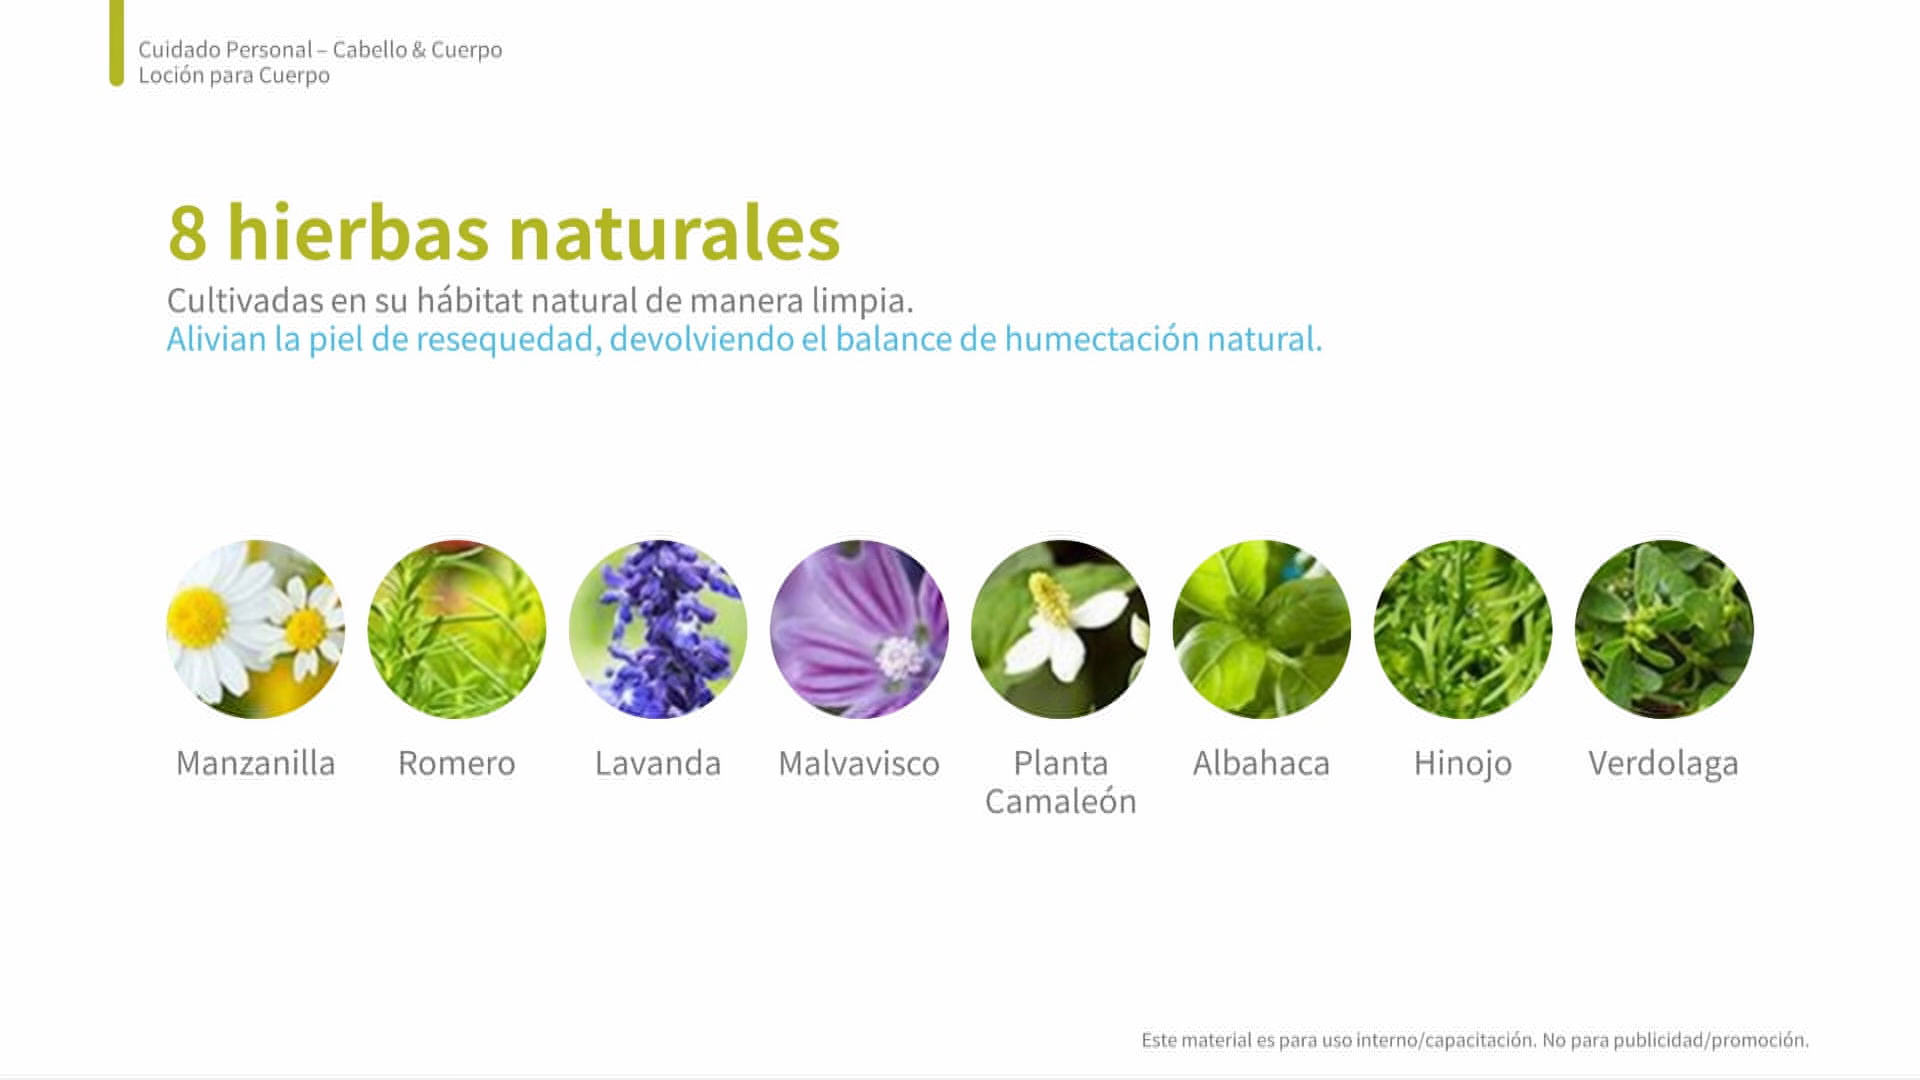 Cuidado Personal – Cabello & Cuerpo
Loción para Cuerpo
8 hierbas naturales
Cultivadas en su hábitat natural de manera limpia.
Alivian la piel de resequedad, devolviendo el balance de humectación natural.
Manzanilla
Romero
Lavanda
Malvavisco
Planta
Camaleón
Albahaca
Hinojo
Verdolaga
Este material es para uso interno/capacitación. No para publicidad/promoción.